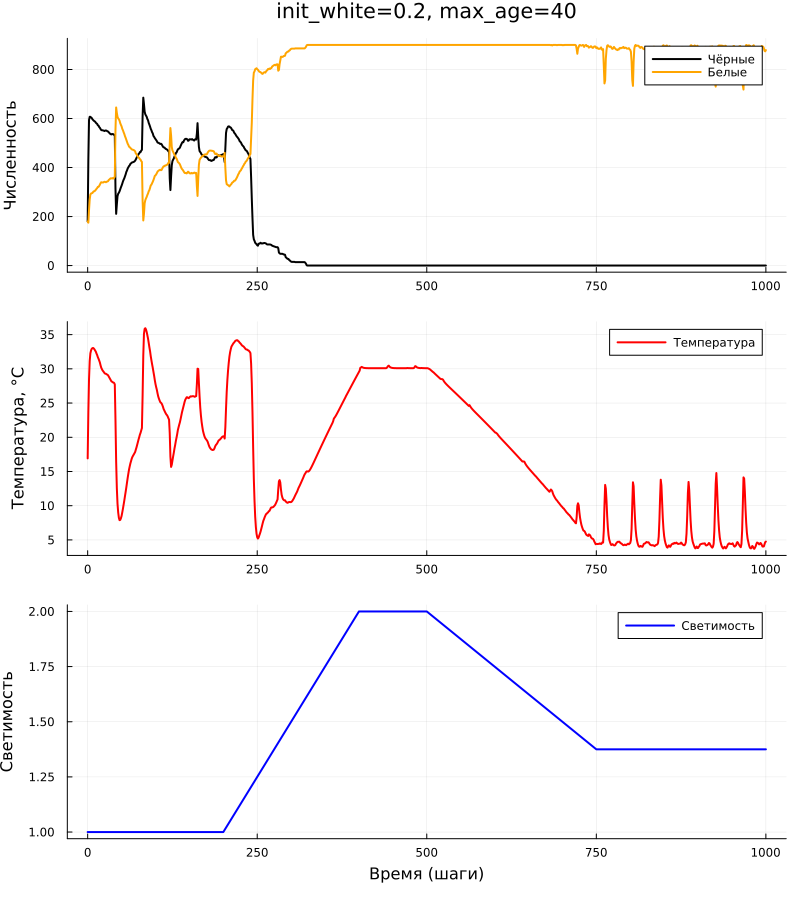 init_white=0.2, max_age=40
Численность
800
600
400
200
0
Чёрные
Белые
0 250 500 750 1000
Температура, °C
35
30
25
20
15
10
5
Температура
0 250 500 750 1000
Светимость
2.00
1.75
1.50
1.25
1.00
Светимость
0 250 500 750 1000
Время (шаги)